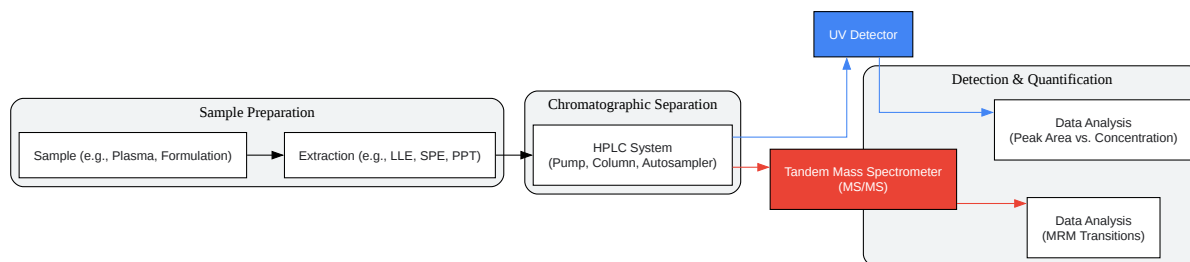 Sample Preparation
Sample (e.g., Plasma, Formulation)
Extraction (e.g., LLE, SPE, PPT)
Chromatographic Separation
HPLC System
(Pump, Column, Autosampler)
UV Detector
Tandem Mass Spectrometer
(MS/MS)
Detection & Quantification
Data Analysis
(Peak Area vs. Concentration)
Data Analysis
(MRM Transitions)